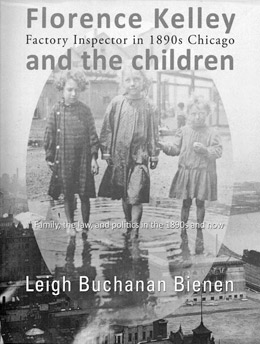 Florence Kelley
Factory Inspector in 1890s Chicago
and the children
Family, the law, and politics in the 1890s and now
Leigh Buchanan Bienen